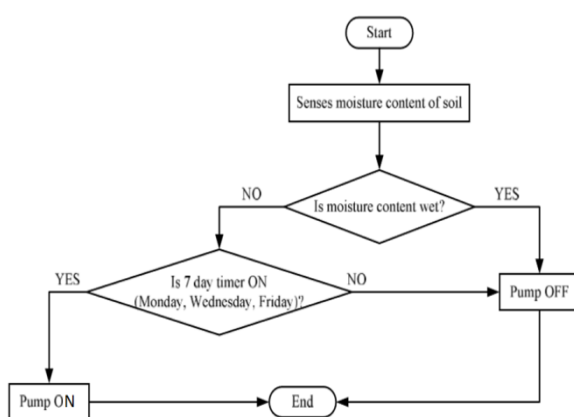 Start
Senses moisture content of soil
NO
YES
Is moisture content wet?
YES
Is 7 day timer ON
(Monday, Wednesday, Friday)?
NO
Pump OFF
Pump ON
End